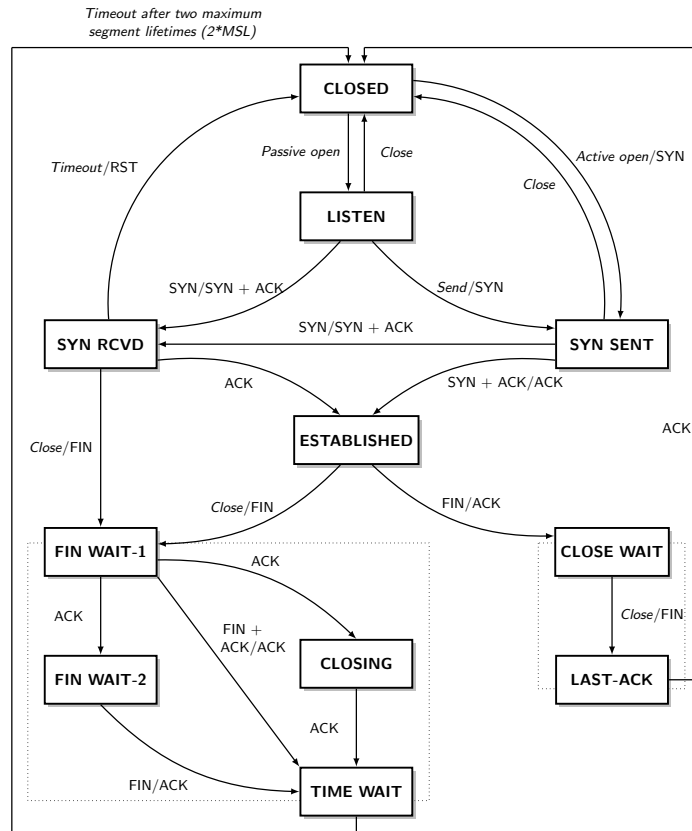 Timeout after two maximum
segment lifetimes (2*MSL)
CLOSED
Passive open
Close
Active open/SYN
Timeout/RST
Close
LISTEN
SYN/SYN + ACK
Send/SYN
SYN/SYN + ACK
SYN RCVD
SYN SENT
ACK
SYN + ACK/ACK
ESTABLISHED
ACK
Close/FIN
Close/FIN
FIN/ACK
FIN WAIT-1
CLOSE WAIT
ACK
ACK
FIN +
ACK/ACK
Close/FIN
CLOSING
FIN WAIT-2
LAST-ACK
ACK
FIN/ACK
TIME WAIT